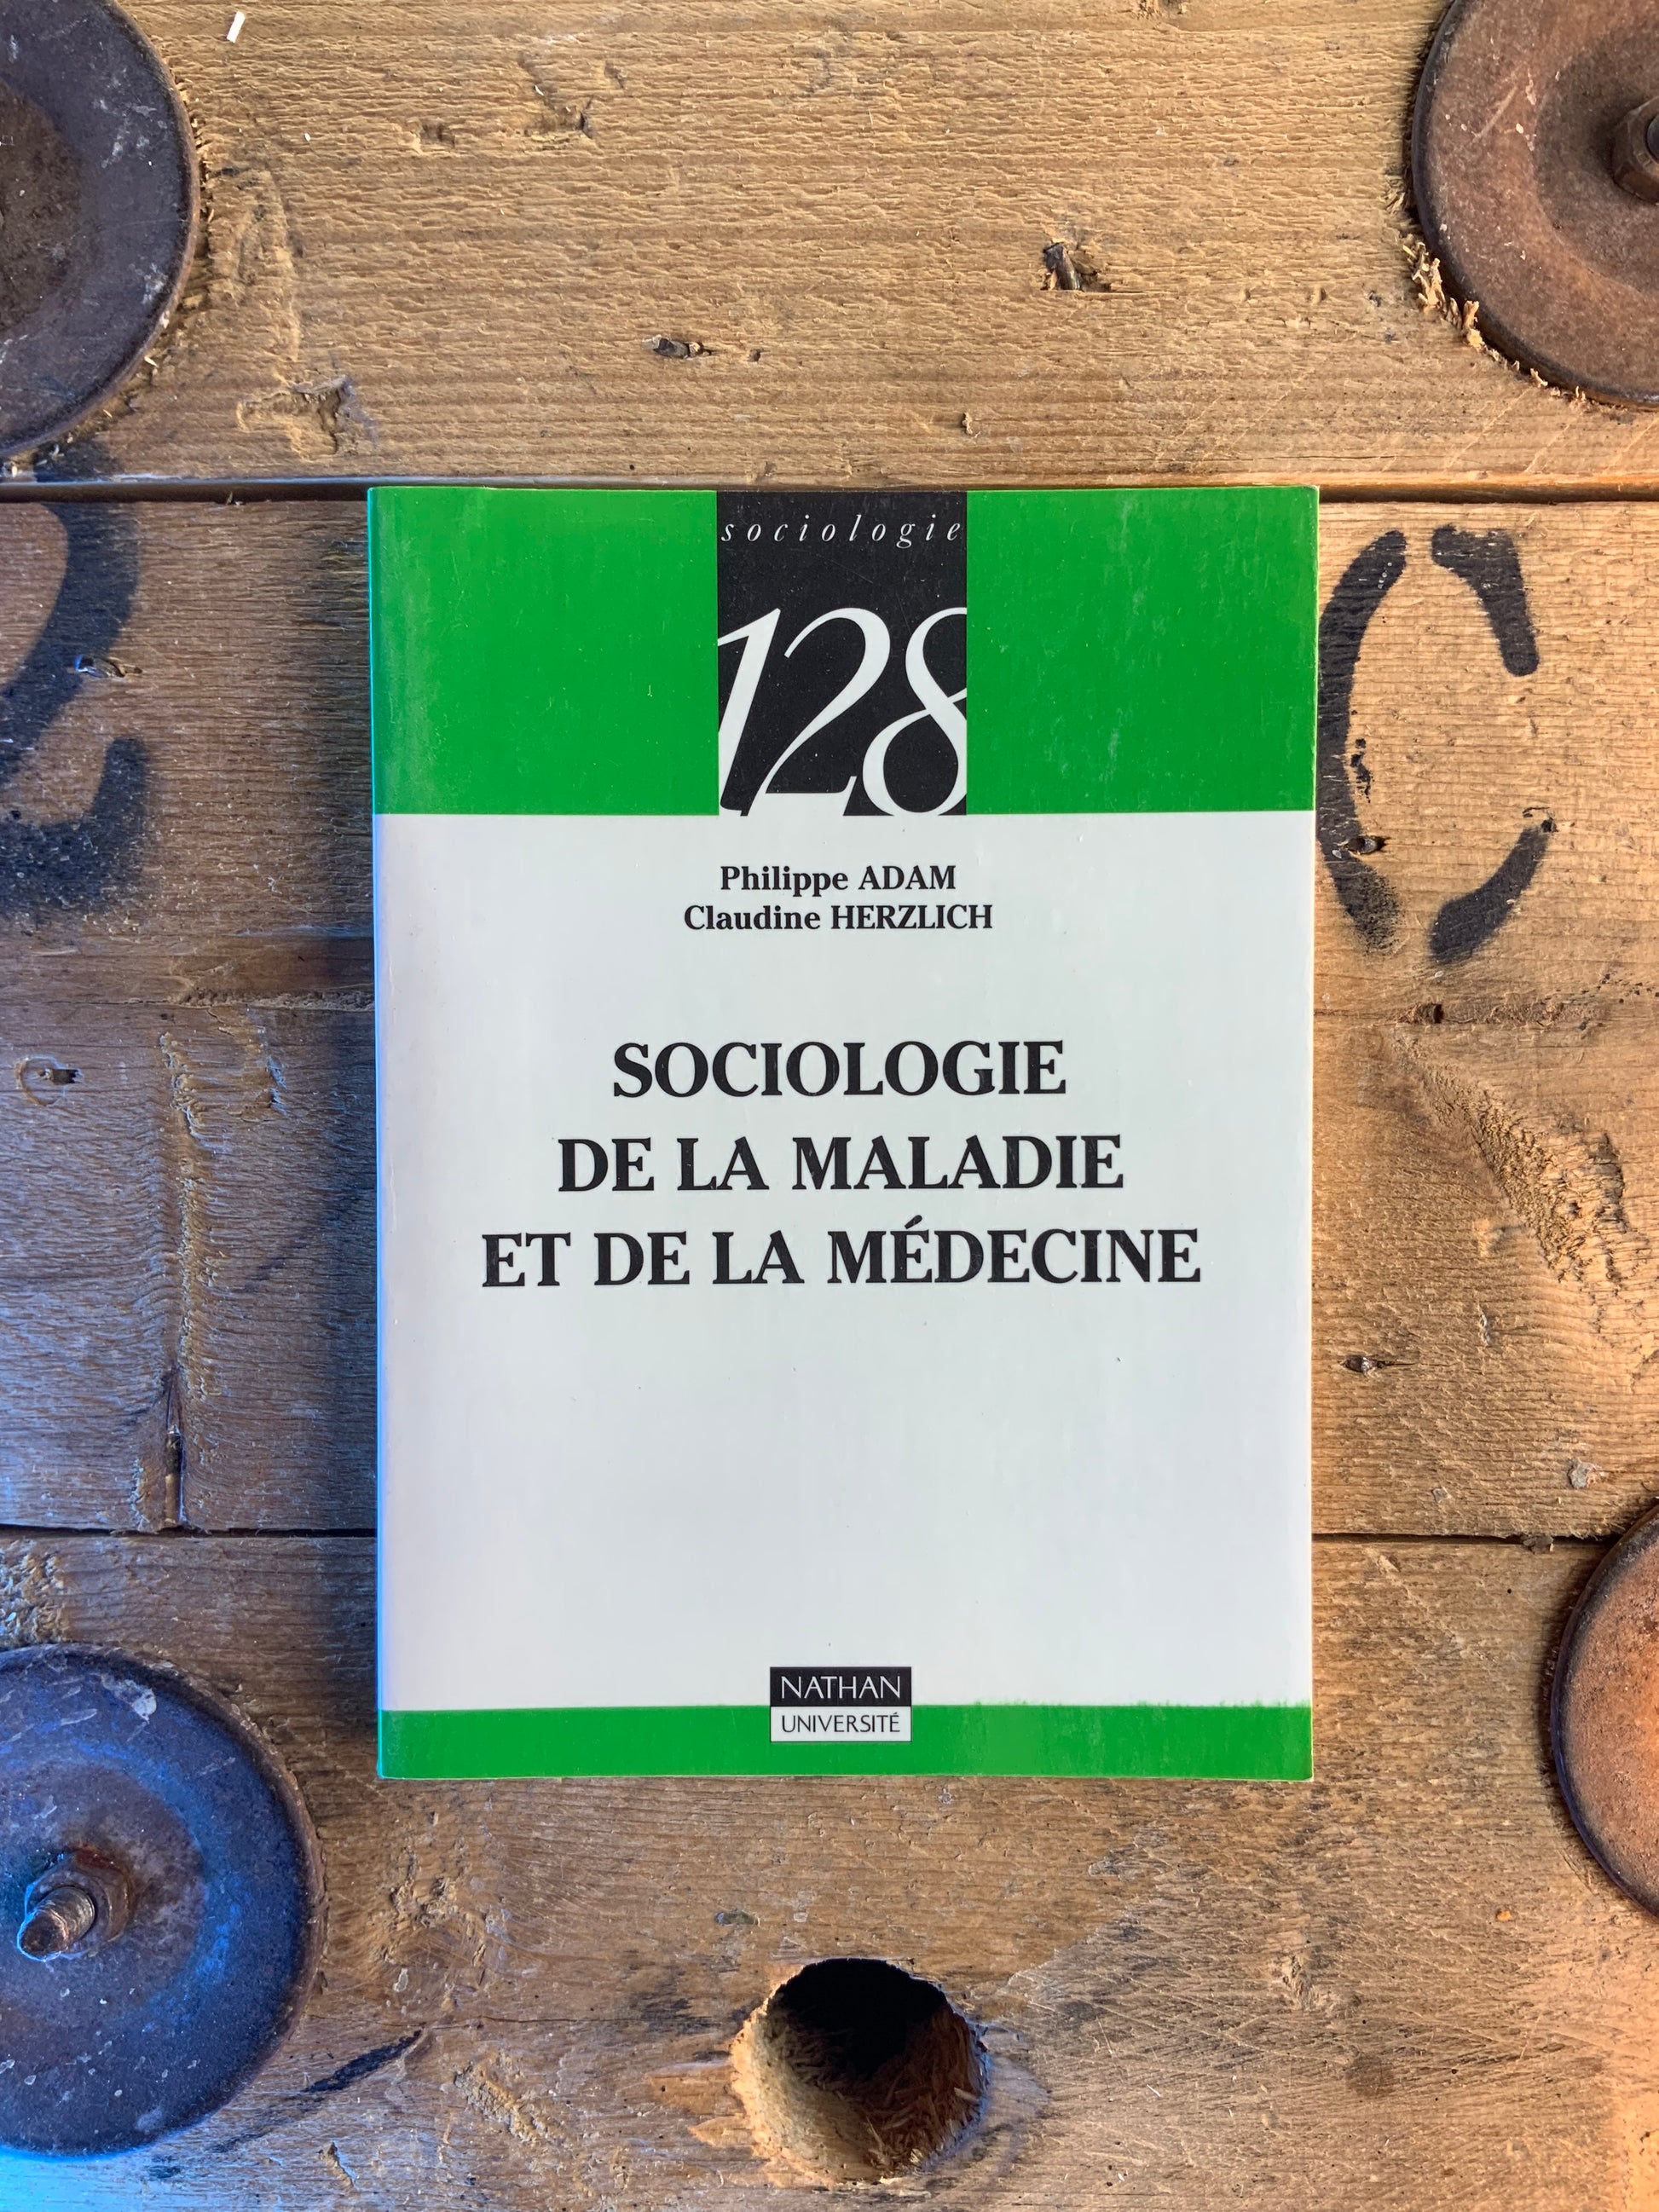 sociologie
128
Philippe ADAM
Claudine HERZLICH
SOCIOLOGIE
DE LA MALADIE
ET DE LA MÉDECINE
NATHAN
UNIVERSITÉ
C